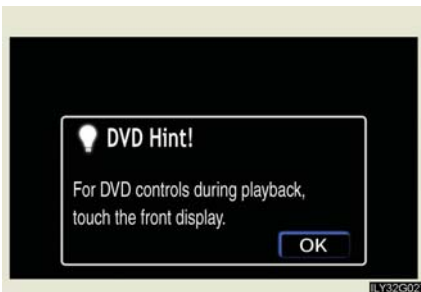 DVD Hint!
For DVD controls during playback,
touch the front display.
OK
ILY32G02